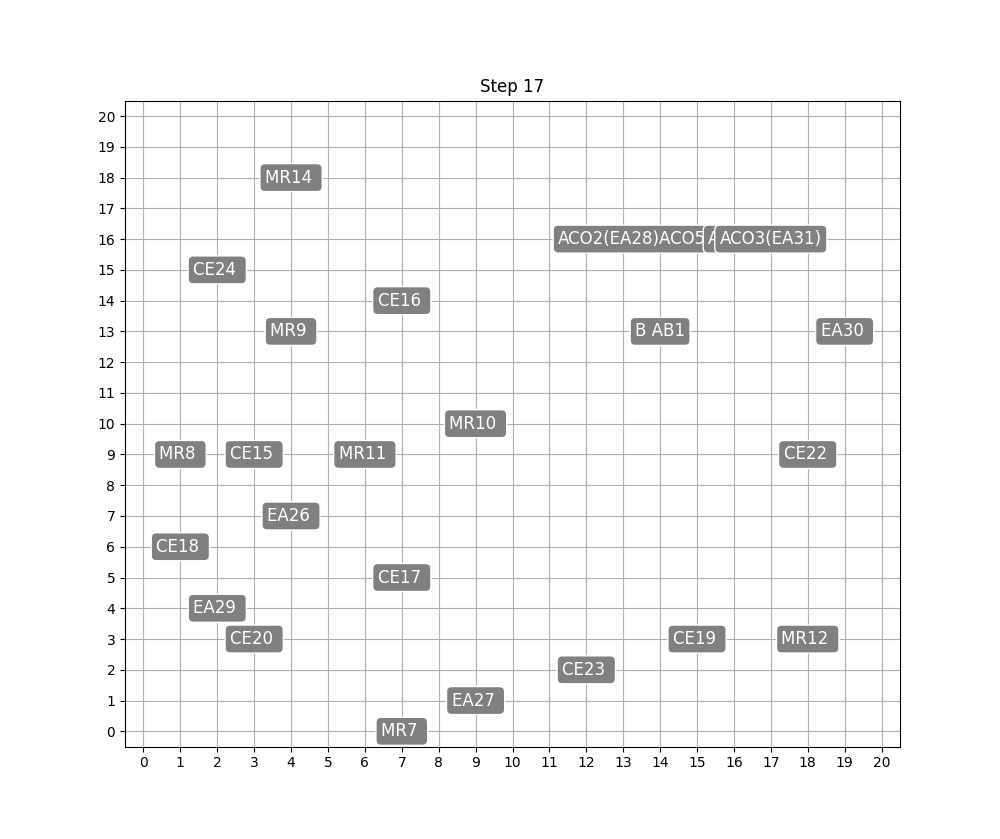 Step 17
20
19
18 MR14
17
16 ACO2(EA28)ACO5 ACO3(EA31)
15 CE24
14 CE16
13 MR9 B AB1 EA30
12
11
10 MR10
9 MR8 CE15 MR11 CE22
8
7 EA26
6 CE18
5 CE17
4 EA29
3 CE20 CE19 MR12
2 CE23
1 EA27
0 MR7
0 1 2 3 4 5 6 7 8 9 10 11 12 13 14 15 16 17 18 19 20